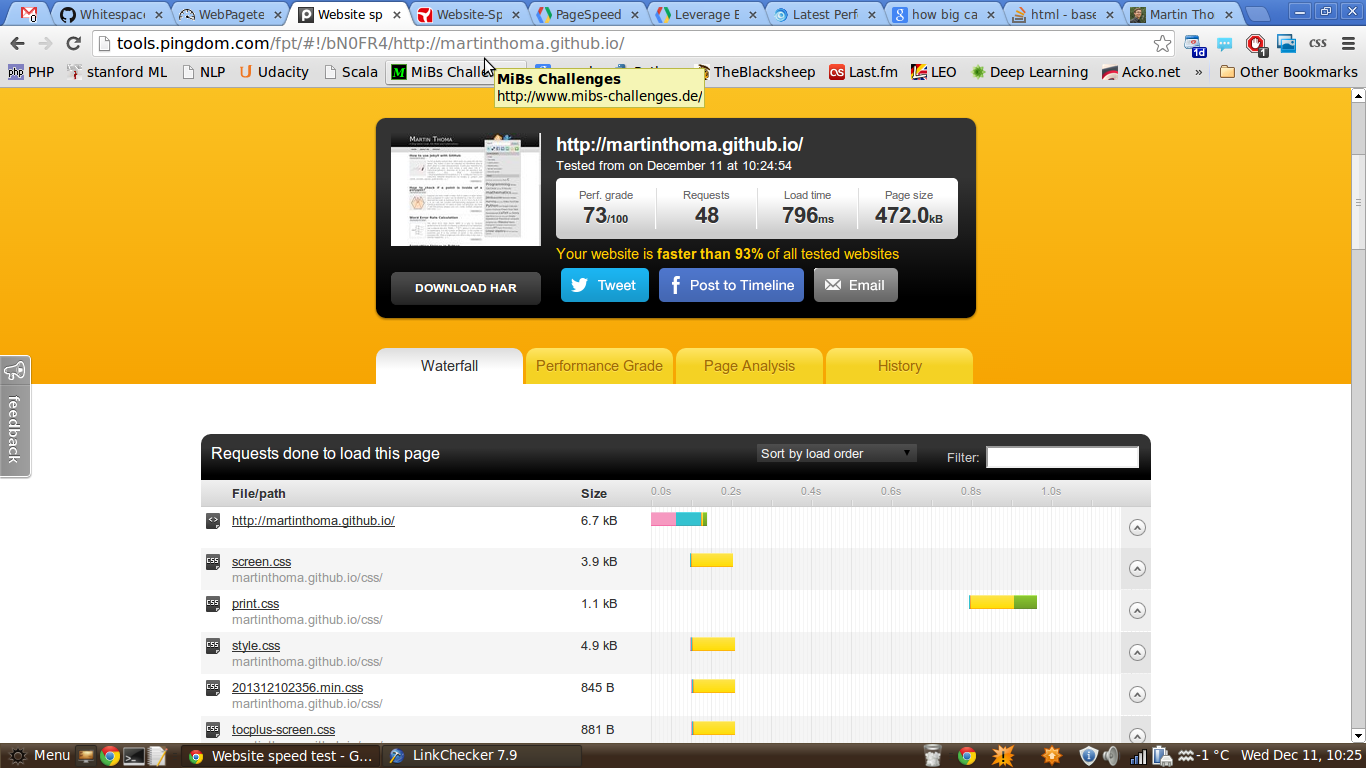 Whitespace
WebPagete
Website sp
Website-Sp
PageSpeed
Leverage B
Latest Perf
how big ca
html - base
Martin Tho
tools.pingdom.com/fpt/#!/bN0FR4/http://martinthoma.github.io/
1d
1
CSS
php PHP
stanford ML
NLP
Udacity
Scala
MiBs Challe
TheBlacksheep
Last.fm
LEO
Deep Learning
Acko.net
»
Other Bookmarks
MiBs Challenges
http://www.mibs-challenges.de/
http://martinthoma.github.io/
Tested from on December 11 at 10:24:54
Perf. grade
73/100
Requests
48
Load time
796ms
Page size
472.0kB
Your website is faster than 93% of all tested websites
DOWNLOAD HAR
Tweet
Post to Timeline
Email
Waterfall
Performance Grade
Page Analysis
History
feedback
Requests done to load this page
Sort by load order
Filter:
File/path
Size
0.0s
0.2s
0.4s
0.6s
0.8s
1.0s
http://martinthoma.github.io/
6.7 kB
screen.css
3.9 kB
martinthoma.github.io/css/
print.css
1.1 kB
martinthoma.github.io/css/
style.css
4.9 kB
martinthoma.github.io/css/
201312102356.min.css
845 B
martinthoma.github.io/css/
tocplus-screen.css
881 B
Menu
Website speed test - G...
LinkChecker 7.9
-1 °C
Wed Dec 11, 10:25